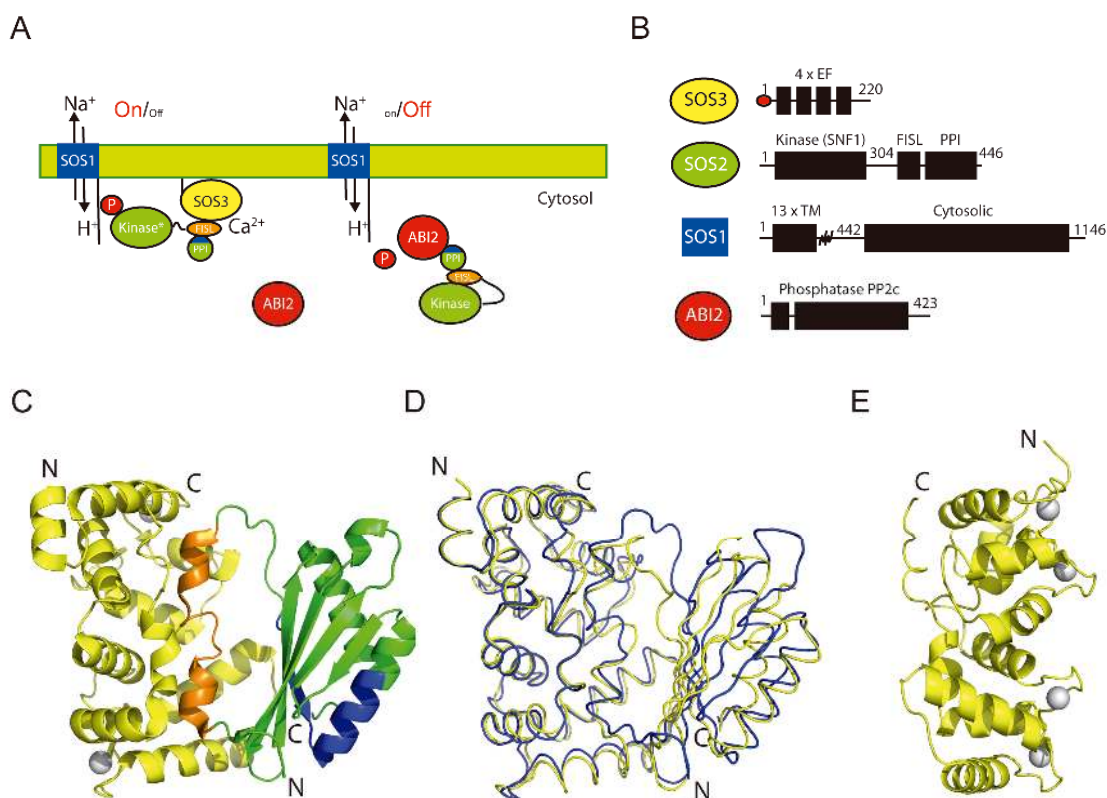 A
Na⁺ On/Off
Na⁺ on/Off
SOS1
SOS1
Cytosol
P
SOS3
H⁺
Kinase*
FISL
Ca²⁺
PPI
H⁺
P
ABI2
PPI
FISL
ABI2
Kinase
B
SOS3
1 4 x EF 220
SOS2
1 Kinase (SNF1) 304 FISL PPI 446
SOS1
1 13 x TM 442 Cytosolic 1146
ABI2
1 Phosphatase PP2c 423
C
N
C
C
N
D
N
C
C
N
E
N
C